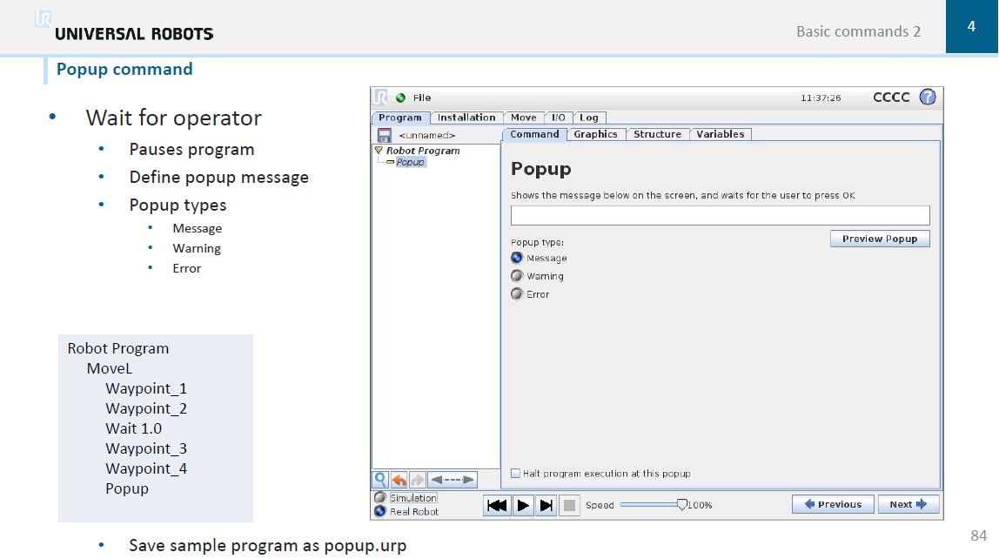 UR
UNIVERSAL ROBOTS
Basic commands 2
4
Popup command
• Wait for operator
• Pauses program
• Define popup message
• Popup types
• Message
• Warning
• Error
Robot Program
MoveL
Waypoint_1
Waypoint_2
Wait 1.0
Waypoint_3
Waypoint_4
Popup
• Save sample program as popup.urp
UR File 11:37:26 CCCC ?
Program Installation Move I/O Log
<unnamed> Command Graphics Structure Variables
Robot Program
Popup
Popup
Shows the message below on the screen, and waits for the user to press OK
Preview Popup
Popup type:
Message
Warning
Error
Halt program execution at this popup
Simulation
Real Robot
Speed 100%
Previous Next
84